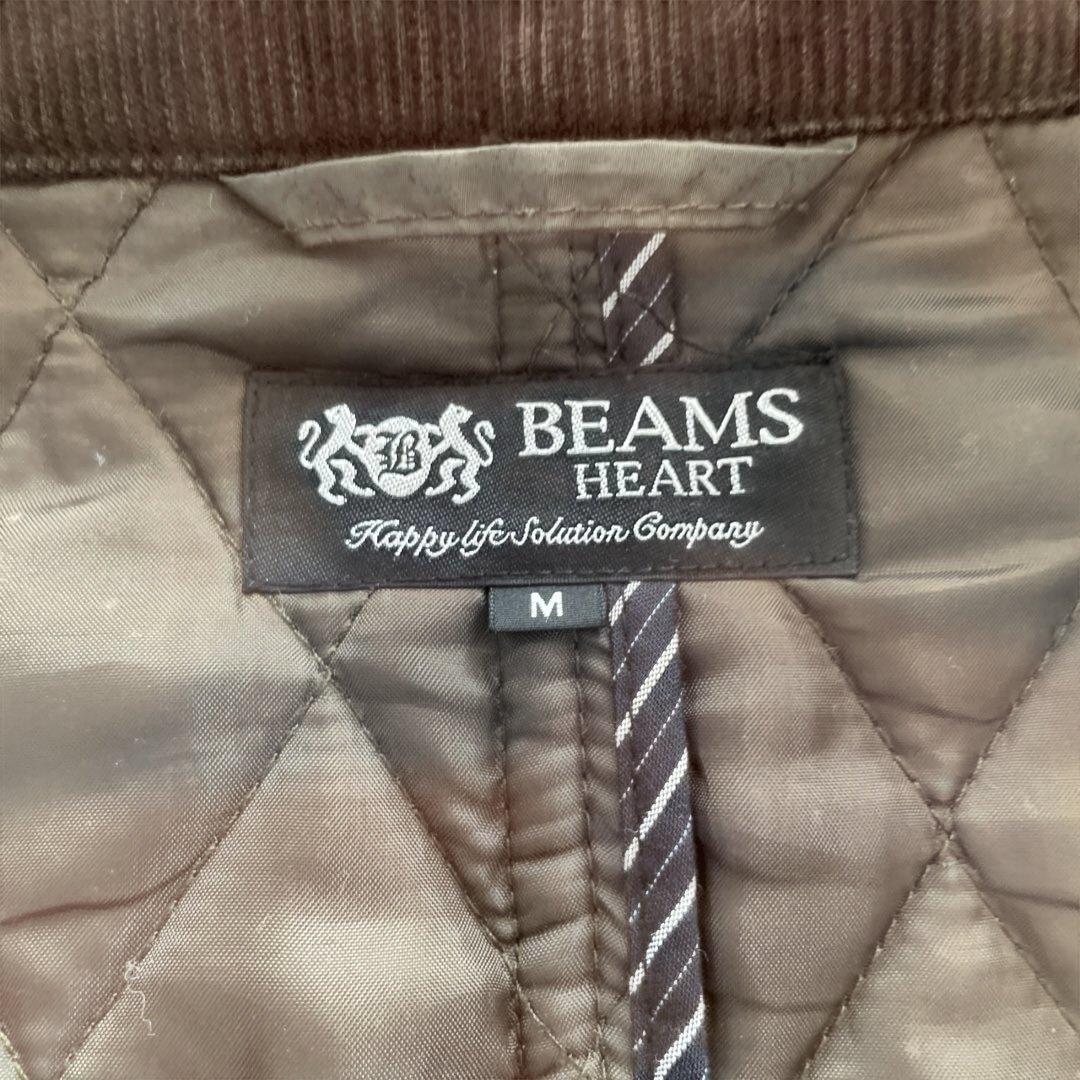 B
BEAMS
HEART
Happy life Solution Company
M